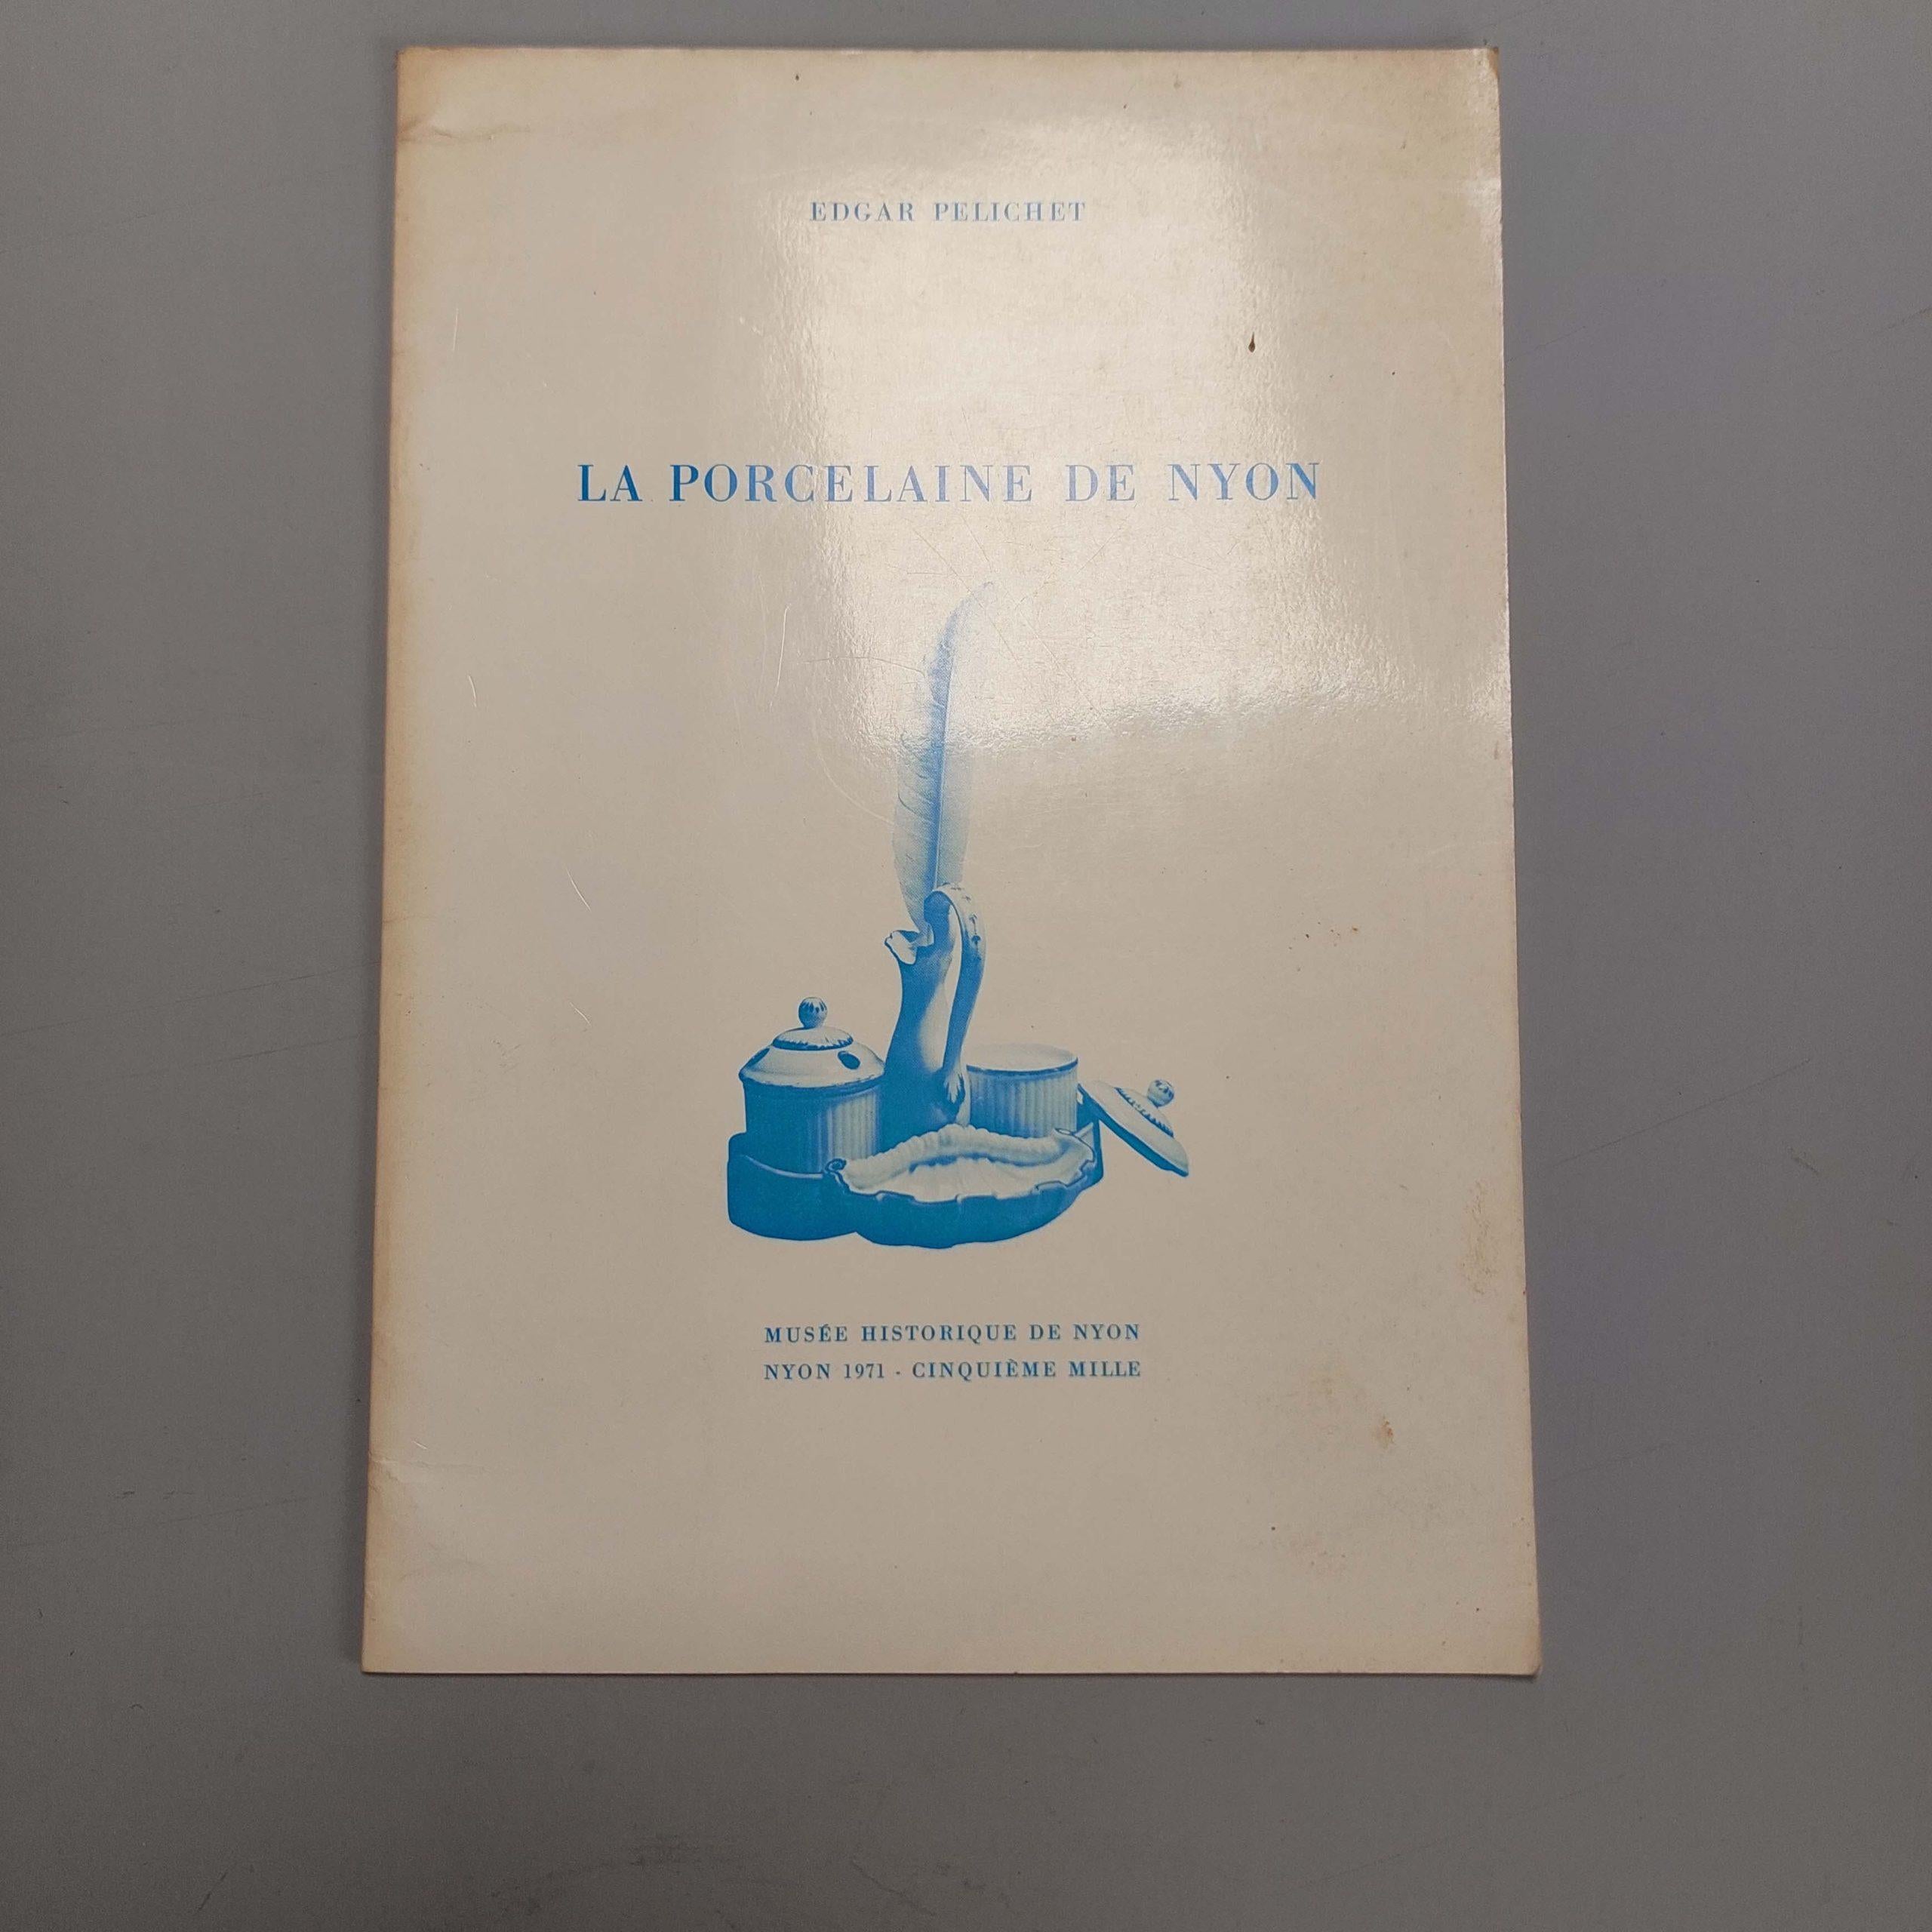 EDGAR PELICHET
LA PORCELAINE DE NYON
MUSÉE HISTORIQUE DE NYON
NYON 1971 - CINQUIÈME MILLE